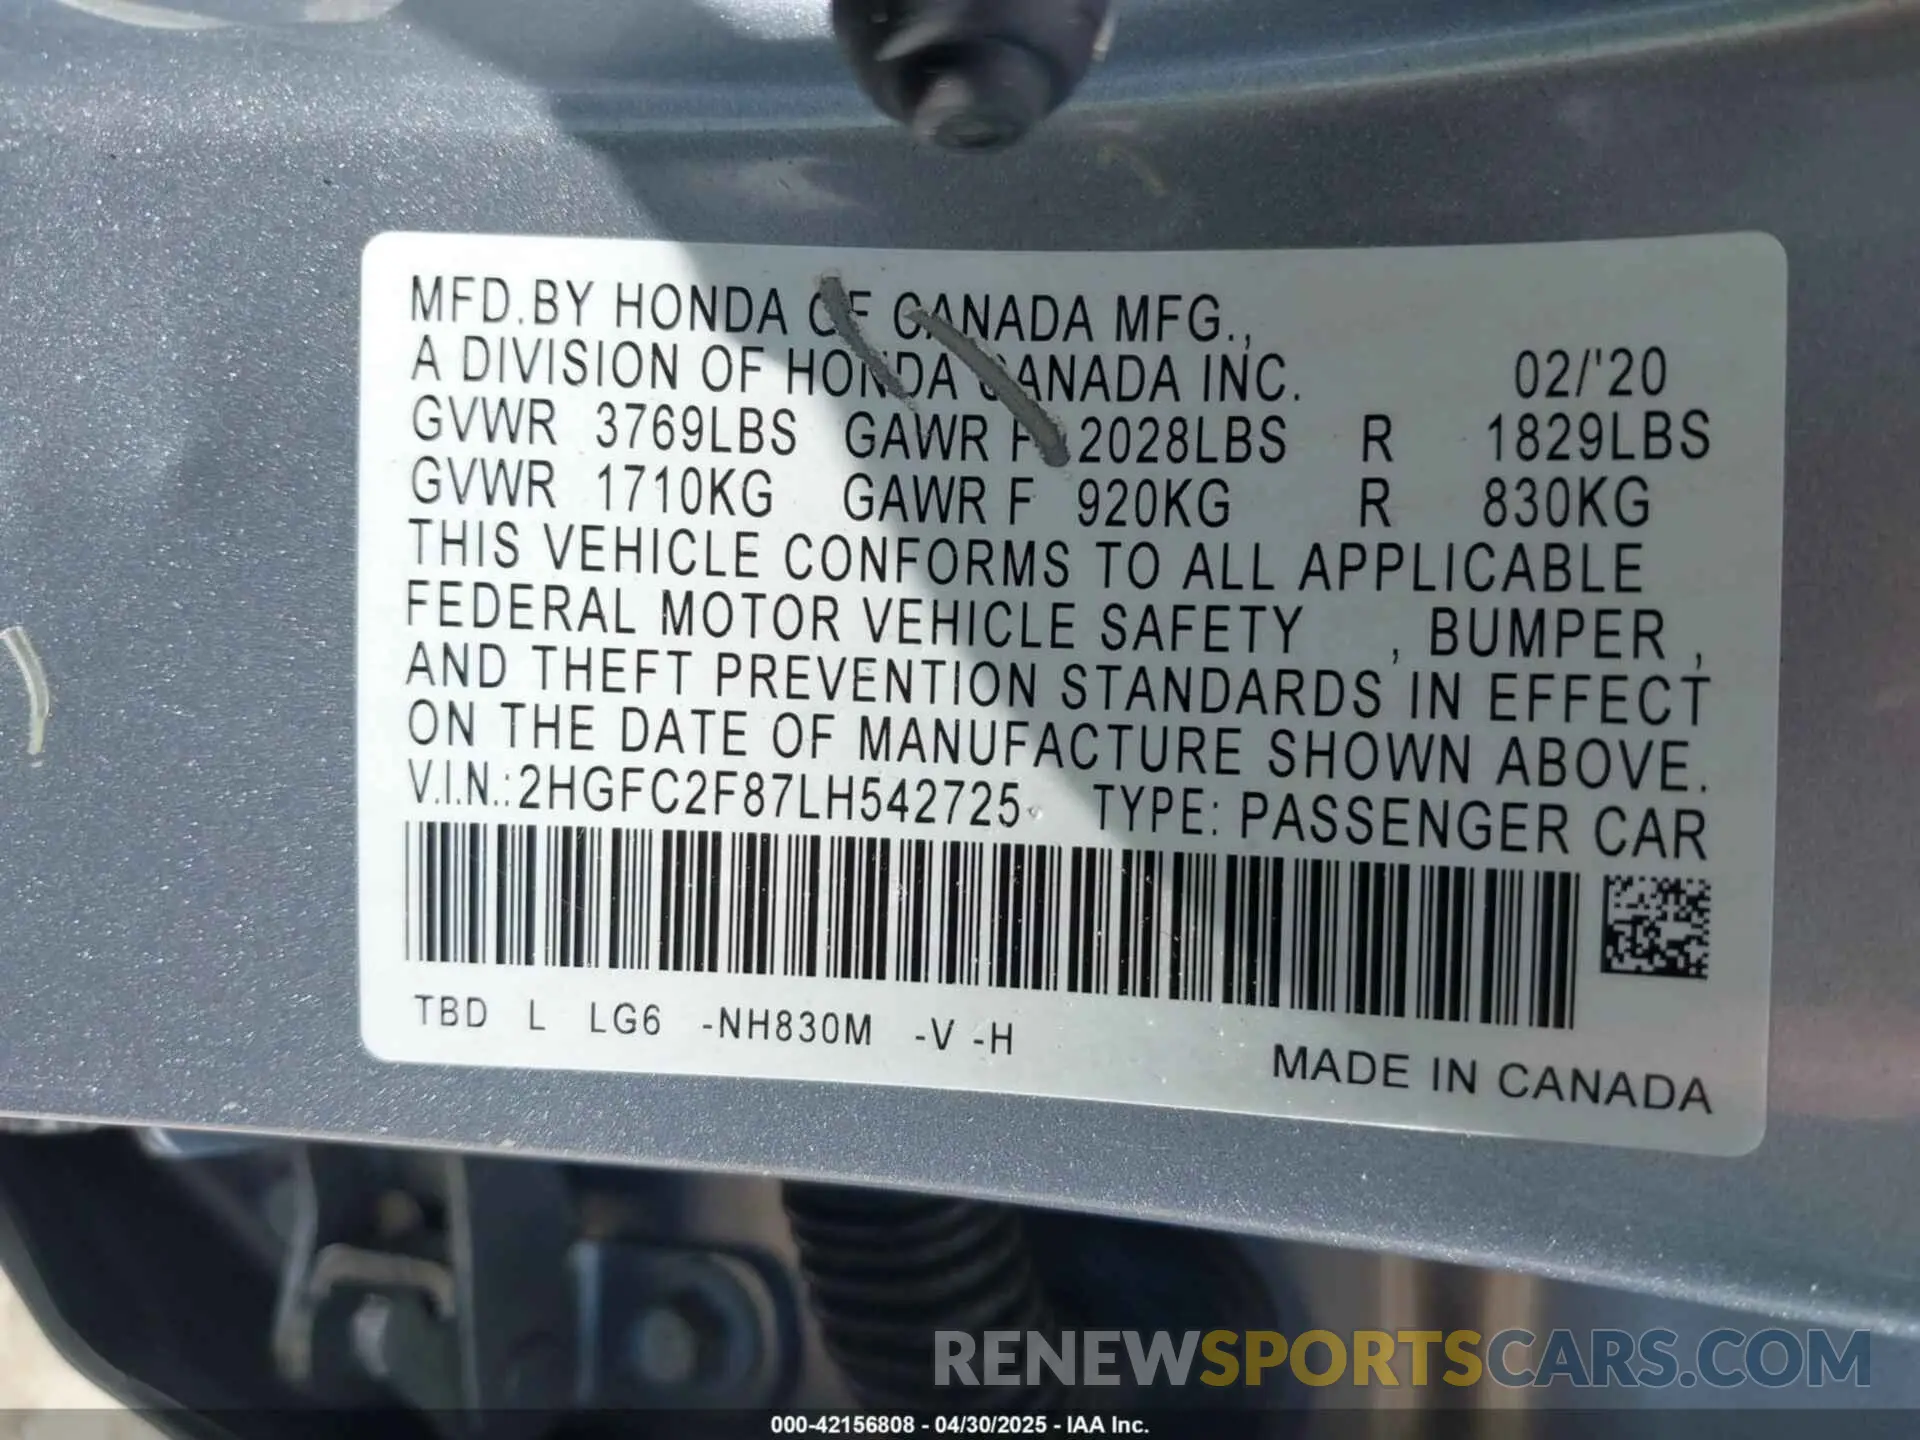 MFD.BY HONDA OF CANADA MFG.,
A DIVISION OF HONDA CANADA INC. 02/'20
GVWR 3769LBS GAWR F 2028LBS R 1829LBS
GVWR 1710KG GAWR F 920KG R 830KG
THIS VEHICLE CONFORMS TO ALL APPLICABLE
FEDERAL MOTOR VEHICLE SAFETY , BUMPER ,
AND THEFT PREVENTION STANDARDS IN EFFECT
ON THE DATE OF MANUFACTURE SHOWN ABOVE.
V.I.N.: 2HGFC2F87LH542725 TYPE: PASSENGER CAR
TBD L LG6 -NH830M -V -H
MADE IN CANADA
RENEWSPORTSCARS.COM
000-42156808 - 04/30/2025 - IAA Inc.